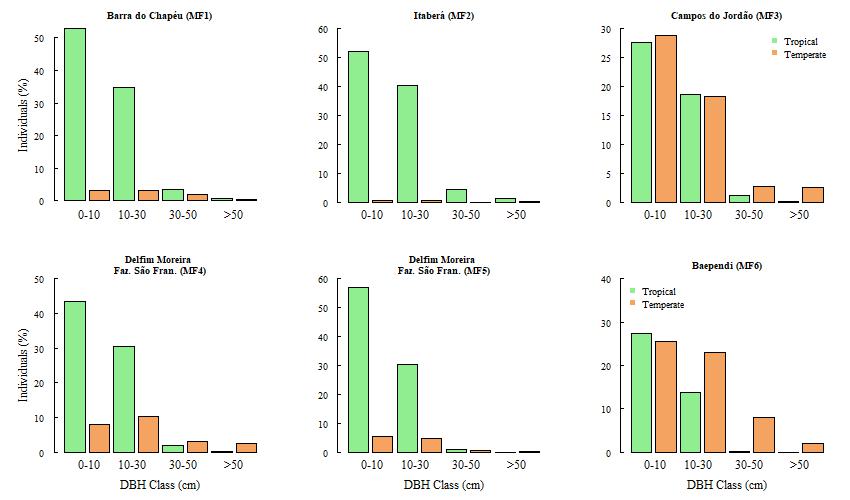 Barra do Chapéu (MF1)
Individuals (%)
50
40
30
20
10
0
0-10 10-30 30-50 >50
Itaberá (MF2)
60
50
40
30
20
10
0
0-10 10-30 30-50 >50
Campos do Jordão (MF3)
30
25
20
15
10
5
0
Tropical
Temperate
0-10 10-30 30-50 >50
Delfim Moreira
Faz. São Fran. (MF4)
Individuals (%)
50
40
30
20
10
0
0-10 10-30 30-50 >50
DBH Class (cm)
Delfim Moreira
Faz. São Fran. (MF5)
60
50
40
30
20
10
0
0-10 10-30 30-50 >50
DBH Class (cm)
Baependi (MF6)
40
30
20
10
0
Tropical
Temperate
0-10 10-30 30-50 >50
DBH Class (cm)